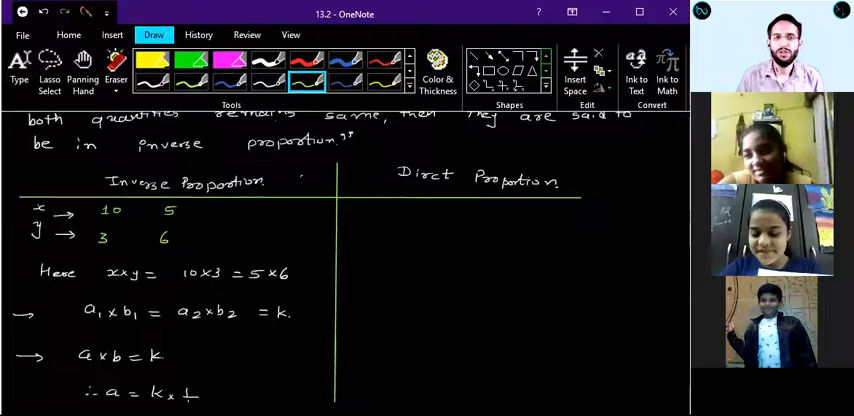 13.2 - OneNote
File Home Insert Draw History Review View Help
Type Lasso Select Panning Hand Eraser Color & Thickness Insert Space Ink to Text Ink to Math
Tools Shapes Edit Convert
both quantities remains same, then they are said to
be in inverse proportion."
Inverse Proportion Dirct Proportion
x → 10 5
y → 3 6
Here x×y = 10×3 = 5×6
→ a₁×b₁ = a₂×b₂ = k.
→ a×b = k
∴ a = k ×